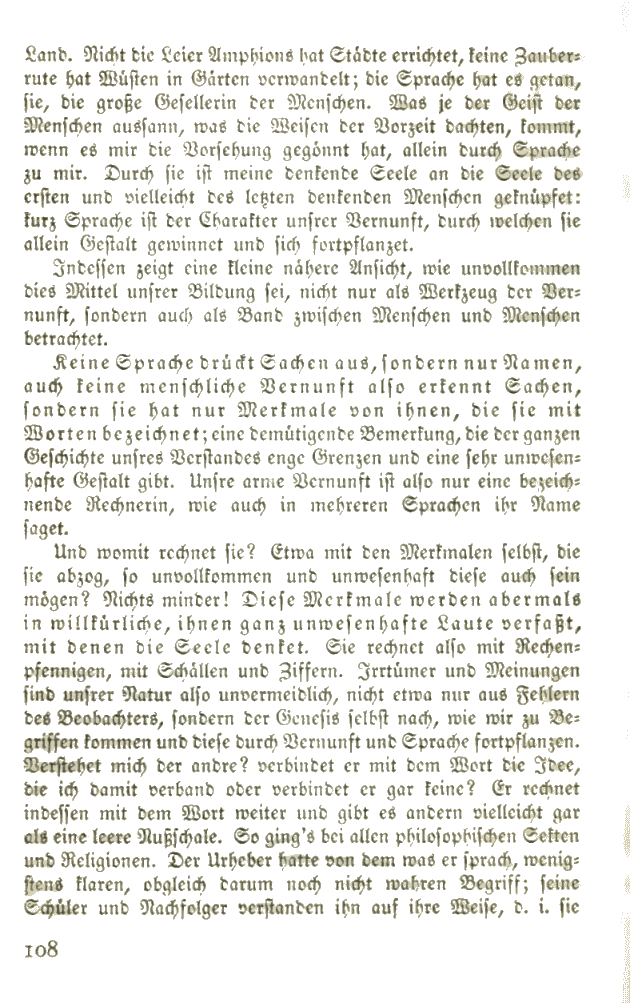 Land. Nicht die Leier Amphions hat Städte errichtet, keine Zauber-
rute hat Wüsten in Gärten verwandelt; die Sprache hat es getan,
sie, die große Gesellerin der Menschen. Was je der Geist der
Menschen aussann, was die Weisen der Vorzeit dachten, kommt,
wenn es mir die Vorsehung gegönnt hat, allein durch Sprache
zu mir. Durch sie ist meine denkende Seele an die Seele des
ersten und vielleicht des letzten denkenden Menschen geknüpfet:
kurz Sprache ist der Charakter unsrer Vernunft, durch welchen sie
allein Gestalt gewinnet und sich fortpflanzet.
Indessen zeigt eine kleine nähere Ansicht, wie unvollkommen
dies Mittel unsrer Bildung sei, nicht nur als Werkzeug der Ver-
nunft, sondern auch als Band zwischen Menschen und Menschen
betrachtet.
Keine Sprache drückt Sachen aus, sondern nur Namen,
auch keine menschliche Vernunft also erkennt Sachen,
sondern sie hat nur Merkmale von ihnen, die sie mit
Worten bezeichnet; eine demütigende Bemerkung, die der ganzen
Geschichte unsres Verstandes enge Grenzen und eine sehr unwesen-
hafte Gestalt gibt. Unsre arme Vernunft ist also nur eine bezeich-
nende Rechnerin, wie auch in mehreren Sprachen ihr Name
saget.
Und womit rechnet sie? Etwa mit den Merkmalen selbst, die
sie abzog, so unvollkommen und unwesenhaft diese auch sein
mögen? Nichts minder! Diese Merkmale werden abermals
in willkürliche, ihnen ganz unwesenhafte Laute verfaßt,
mit denen die Seele denket. Sie rechnet also mit Rechen-
pfennigen, mit Schällen und Ziffern. Irrtümer und Meinungen
sind unsrer Natur also unvermeidlich, nicht etwa nur aus Fehlern
des Beobachters, sondern der Genesis selbst nach, wie wir zu Be-
griffen kommen und diese durch Vernunft und Sprache fortpflanzen.
Verstehet mich der andre? verbindet er mit dem Wort die Idee,
die ich damit verband oder verbindet er gar keine? Er rechnet
indessen mit dem Wort weiter und gibt es andern vielleicht gar
als eine leere Nußschale. So ging's bei allen philosophischen Sekten
und Religionen. Der Urheber hatte von dem was er sprach, wenig-
stens klaren, obgleich darum noch nicht wahren Begriff; seine
Schüler und Nachfolger verstanden ihn auf ihre Weise, d. i. sie
108